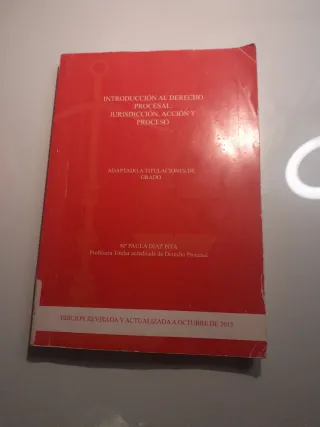 INTRODUCCIÓN AL DERECHO
PROCESAL:
JURISDICCIÓN, ACCIÓN Y
PROCESO
ADAPTADO A TITULACIONES DE
GRADO
Mª PAULA DÍAZ PITA
Profesora Titular acreditada de Derecho Procesal
EDICIÓN REVISADA Y ACTUALIZADA A OCTUBRE DE 2015